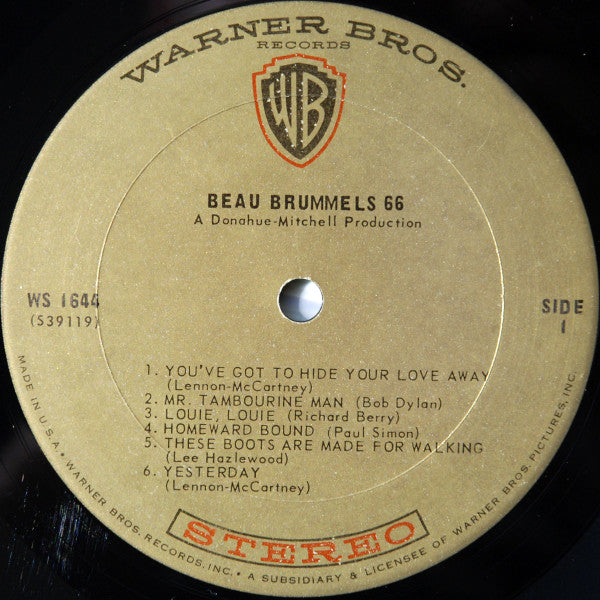 WARNER BROS.
RECORDS
WB
BEAU BRUMMELS 66
A Donahue-Mitchell Production
WS 1644
(S39119)
SIDE
1
1. YOU'VE GOT TO HIDE YOUR LOVE AWAY
(Lennon-McCartney)
2. MR. TAMBOURINE MAN (Bob Dylan)
3. LOUIE, LOUIE (Richard Berry)
4. HOMEWARD BOUND (Paul Simon)
5. THESE BOOTS ARE MADE FOR WALKING
(Lee Hazlewood)
6. YESTERDAY
(Lennon-McCartney)
STEREO
MADE IN U.S.A. • WARNER BROS. RECORDS, INC. • A SUBSIDIARY & LICENSEE OF WARNER BROS. PICTURES, INC.